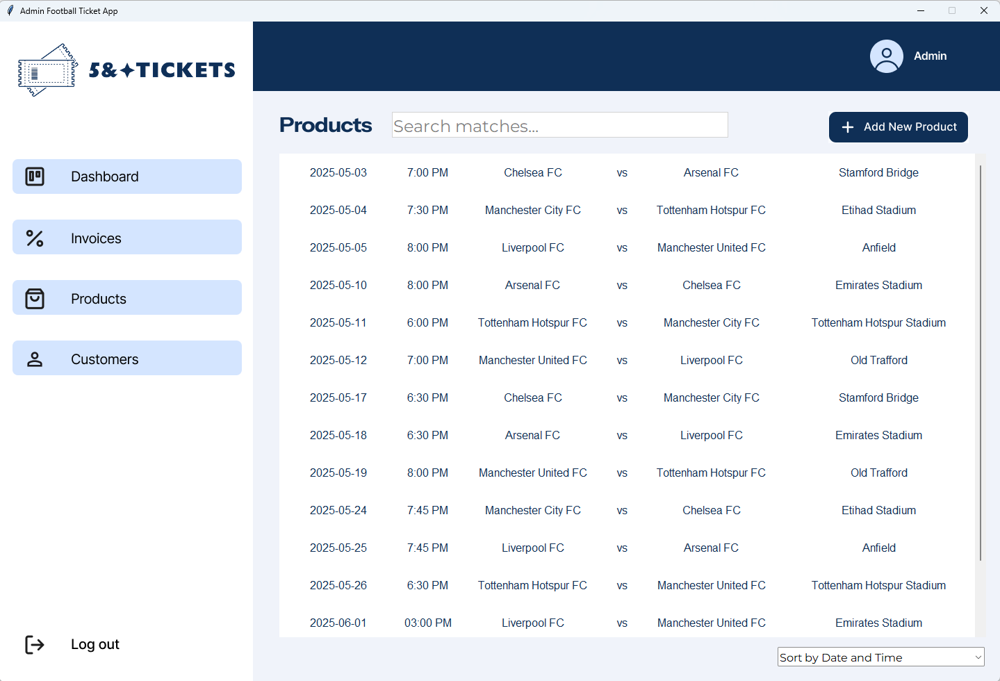 Admin Football Ticket App
5&✦TICKETS
Admin
Products
Search matches...
+ Add New Product
Dashboard
Invoices
Products
Customers
Log out
2025-05-03 7:00 PM Chelsea FC vs Arsenal FC Stamford Bridge
2025-05-04 7:30 PM Manchester City FC vs Tottenham Hotspur FC Etihad Stadium
2025-05-05 8:00 PM Liverpool FC vs Manchester United FC Anfield
2025-05-10 8:00 PM Arsenal FC vs Chelsea FC Emirates Stadium
2025-05-11 6:00 PM Tottenham Hotspur FC vs Manchester City FC Tottenham Hotspur Stadium
2025-05-12 7:00 PM Manchester United FC vs Liverpool FC Old Trafford
2025-05-17 6:30 PM Chelsea FC vs Manchester City FC Stamford Bridge
2025-05-18 6:30 PM Arsenal FC vs Liverpool FC Emirates Stadium
2025-05-19 8:00 PM Manchester United FC vs Tottenham Hotspur FC Old Trafford
2025-05-24 7:45 PM Manchester City FC vs Chelsea FC Etihad Stadium
2025-05-25 7:45 PM Liverpool FC vs Arsenal FC Anfield
2025-05-26 6:30 PM Tottenham Hotspur FC vs Manchester United FC Tottenham Hotspur Stadium
2025-06-01 03:00 PM Liverpool FC vs Manchester United FC Emirates Stadium
Sort by Date and Time